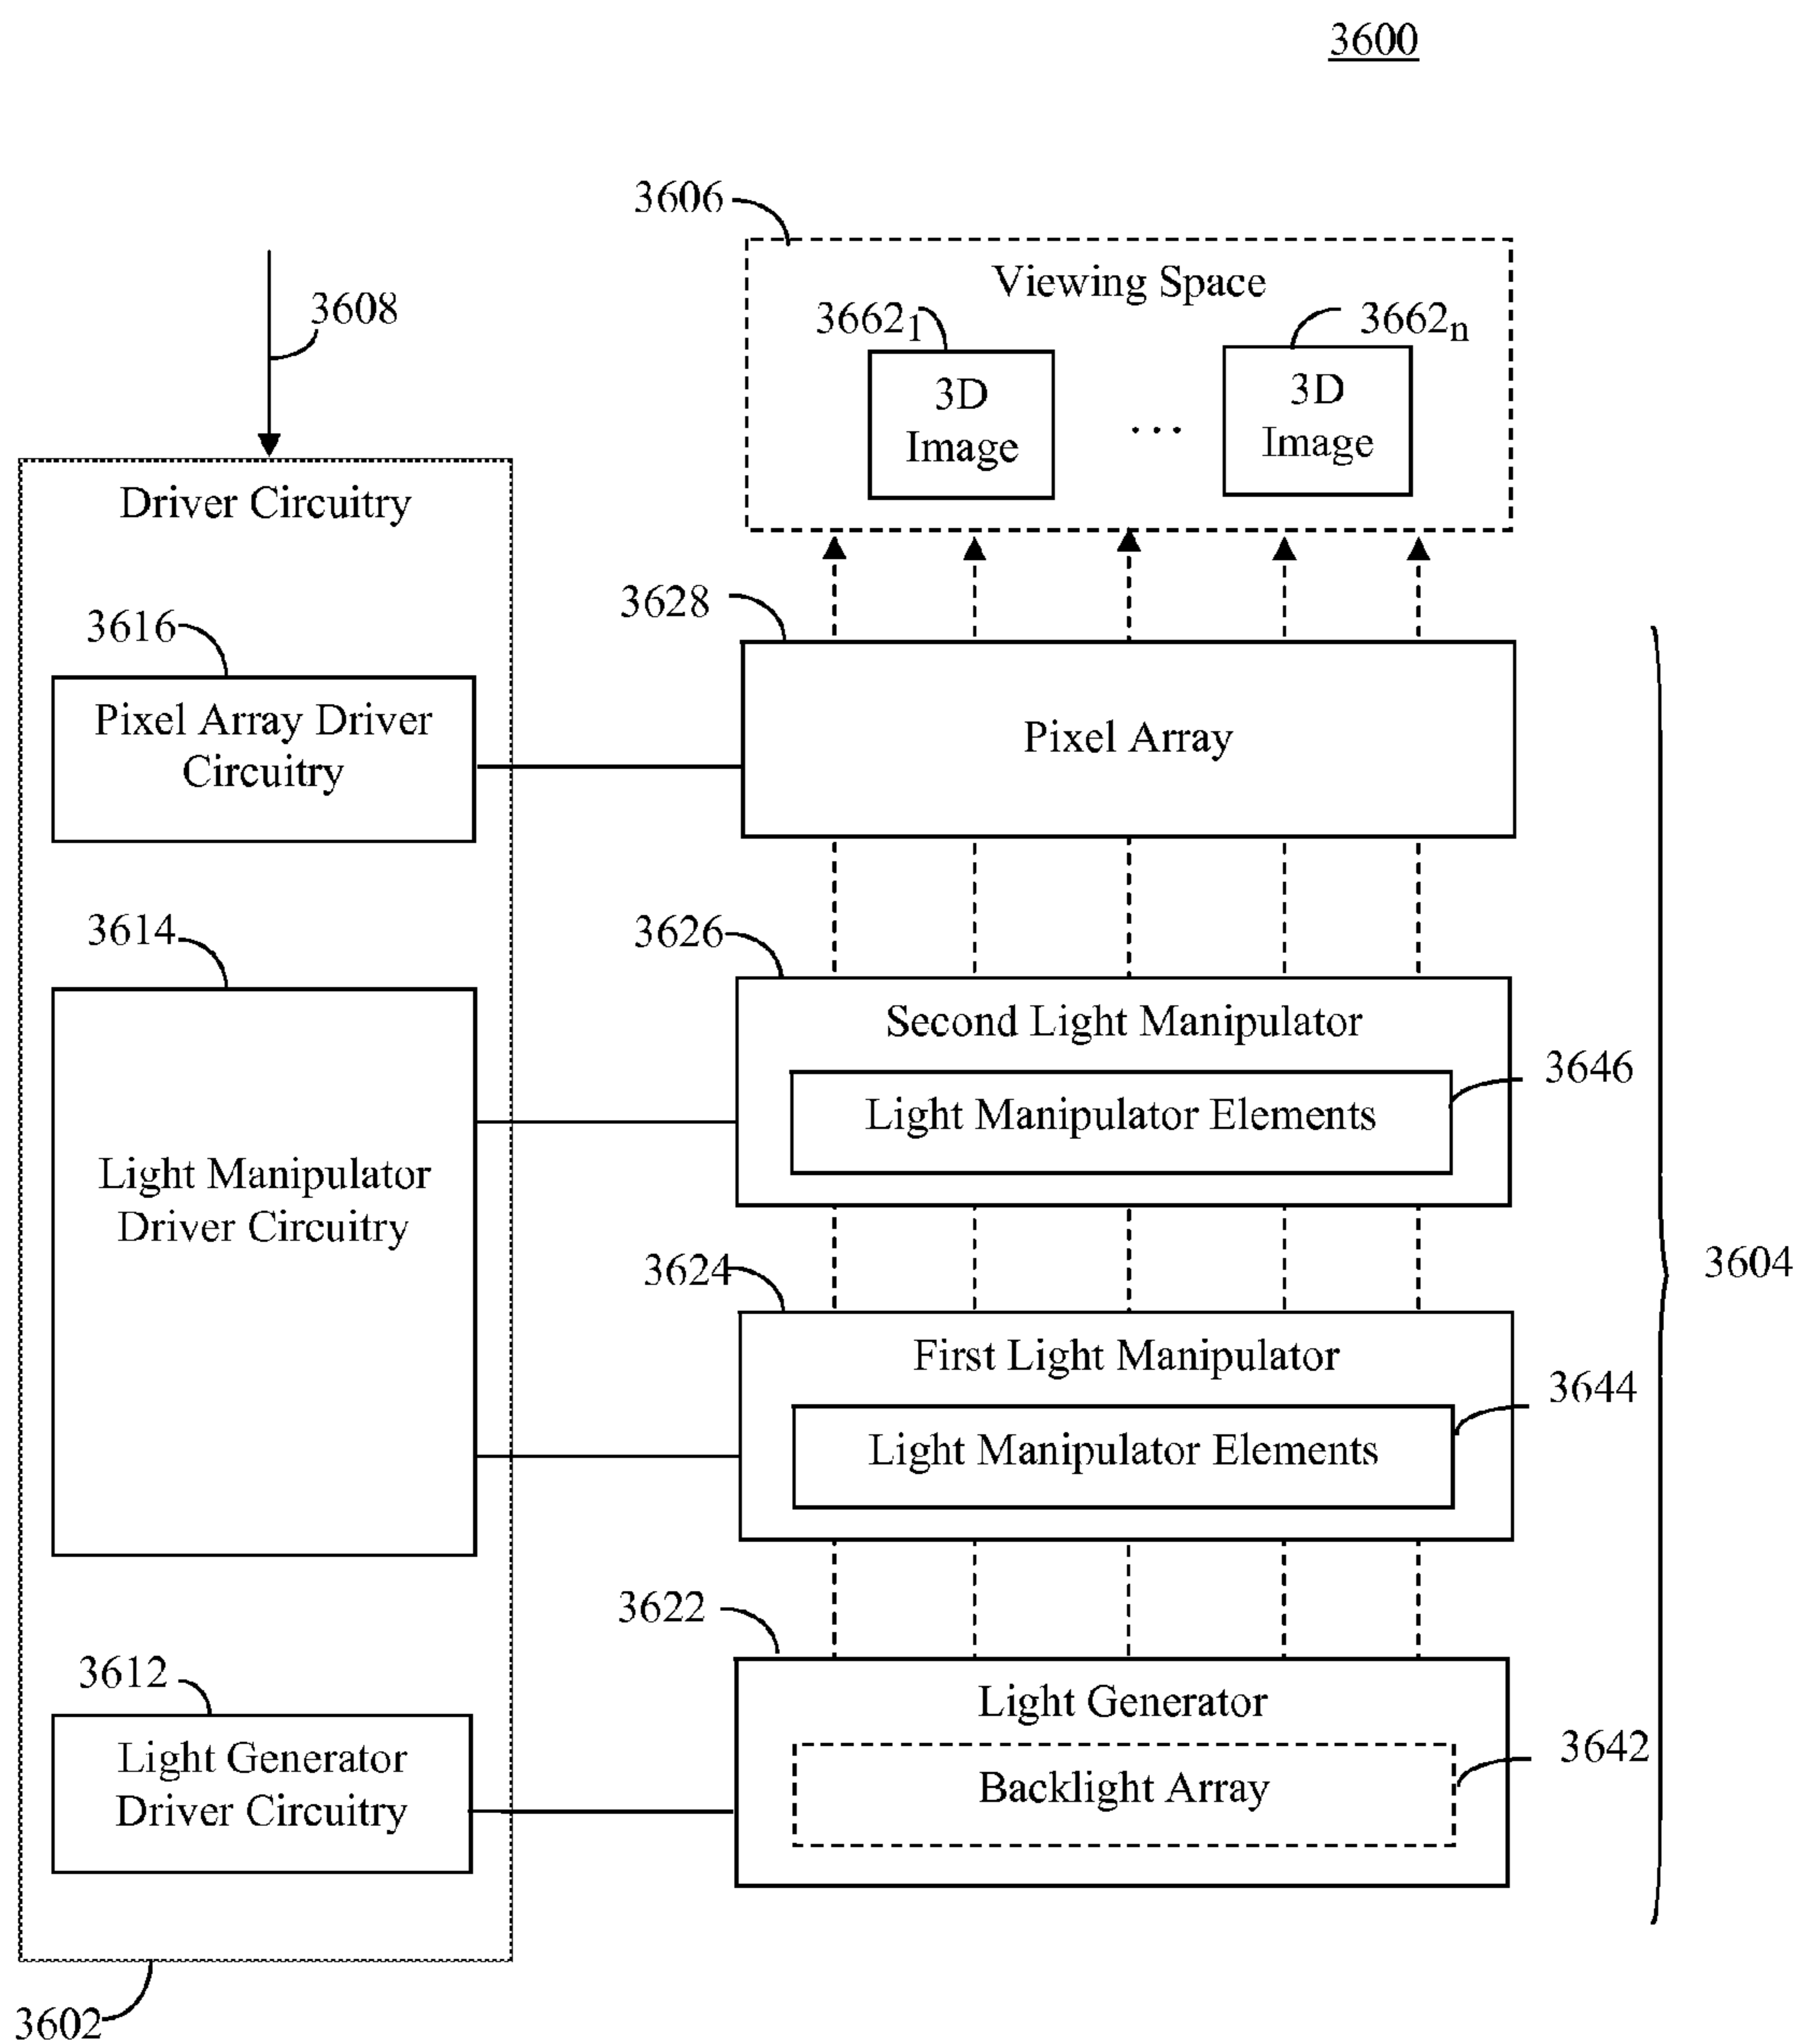 3600
3606
Viewing Space
3608
3662₁
3662ₙ
3D
Image
...
3D
Image
Driver Circuitry
3628
3616
Pixel Array Driver
Circuitry
Pixel Array
3614
3626
Second Light Manipulator
3646
Light Manipulator Elements
Light Manipulator
Driver Circuitry
3624
3604
First Light Manipulator
3644
Light Manipulator Elements
3622
3612
Light Generator
3642
Light Generator
Driver Circuitry
Backlight Array
3602